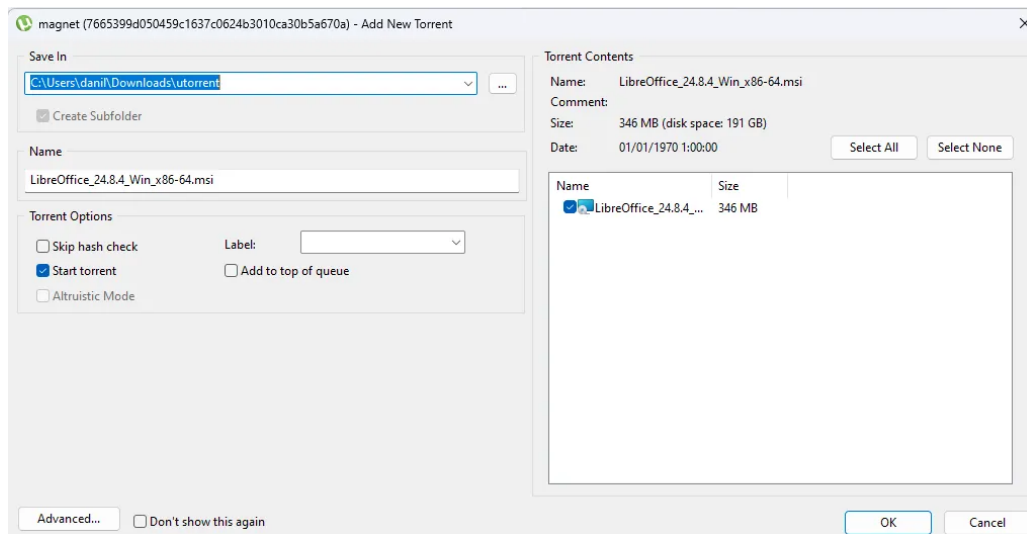 magnet (7665399d050459c1637c0624b3010ca30b5a670a) - Add New Torrent
Save In
C:\Users\danil\Downloads\utorrent
...
Create Subfolder
Name
LibreOffice_24.8.4_Win_x86-64.msi
Torrent Options
Skip hash check
Label:
Start torrent
Add to top of queue
Altruistic Mode
Torrent Contents
Name: LibreOffice_24.8.4_Win_x86-64.msi
Comment:
Size: 346 MB (disk space: 191 GB)
Date: 01/01/1970 1:00:00
Select All
Select None
Name Size
LibreOffice_24.8.4_... 346 MB
Advanced...
Don't show this again
OK
Cancel